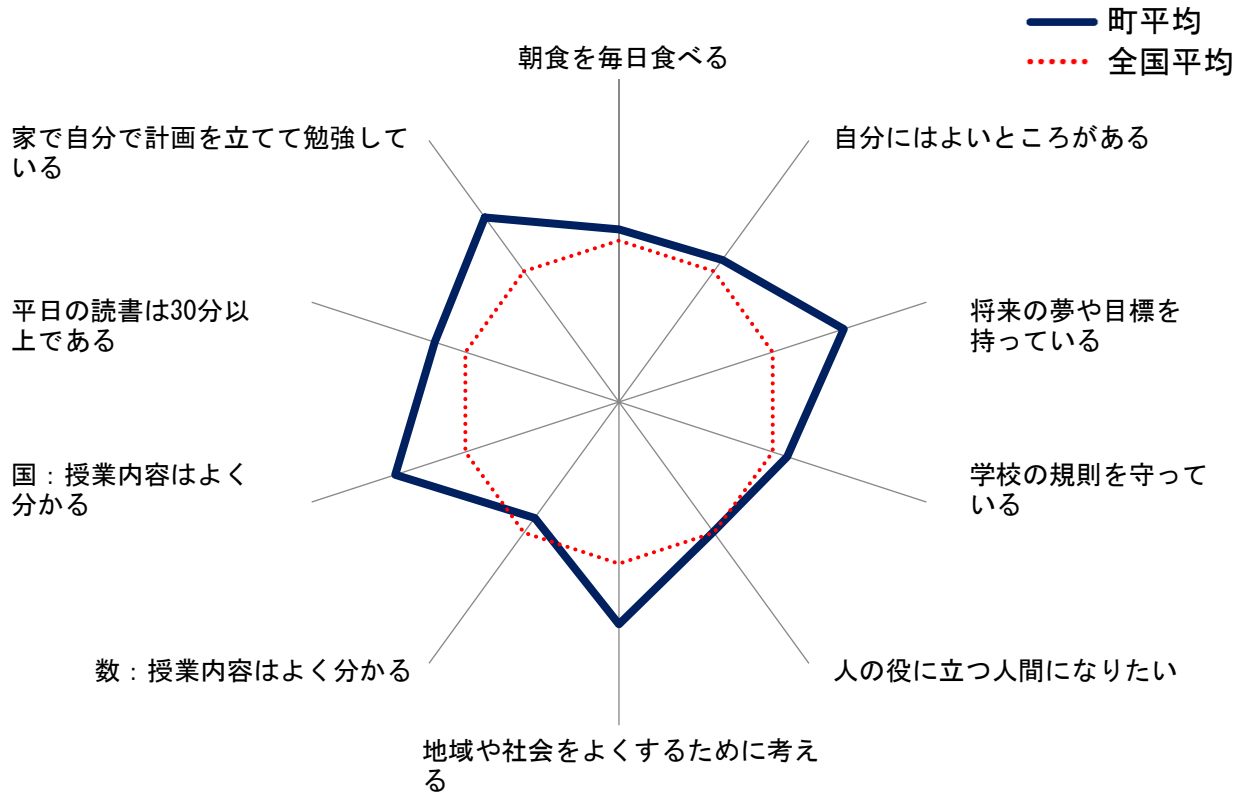 町平均
全国平均
朝食を毎日食べる
自分にはよいところがある
将来の夢や目標を
持っている
学校の規則を守って
いる
人の役に立つ人間になりたい
地域や社会をよくするために考え
る
数：授業内容はよく分かる
国：授業内容はよく
分かる
平日の読書は30分以
上である
家で自分で計画を立てて勉強して
いる